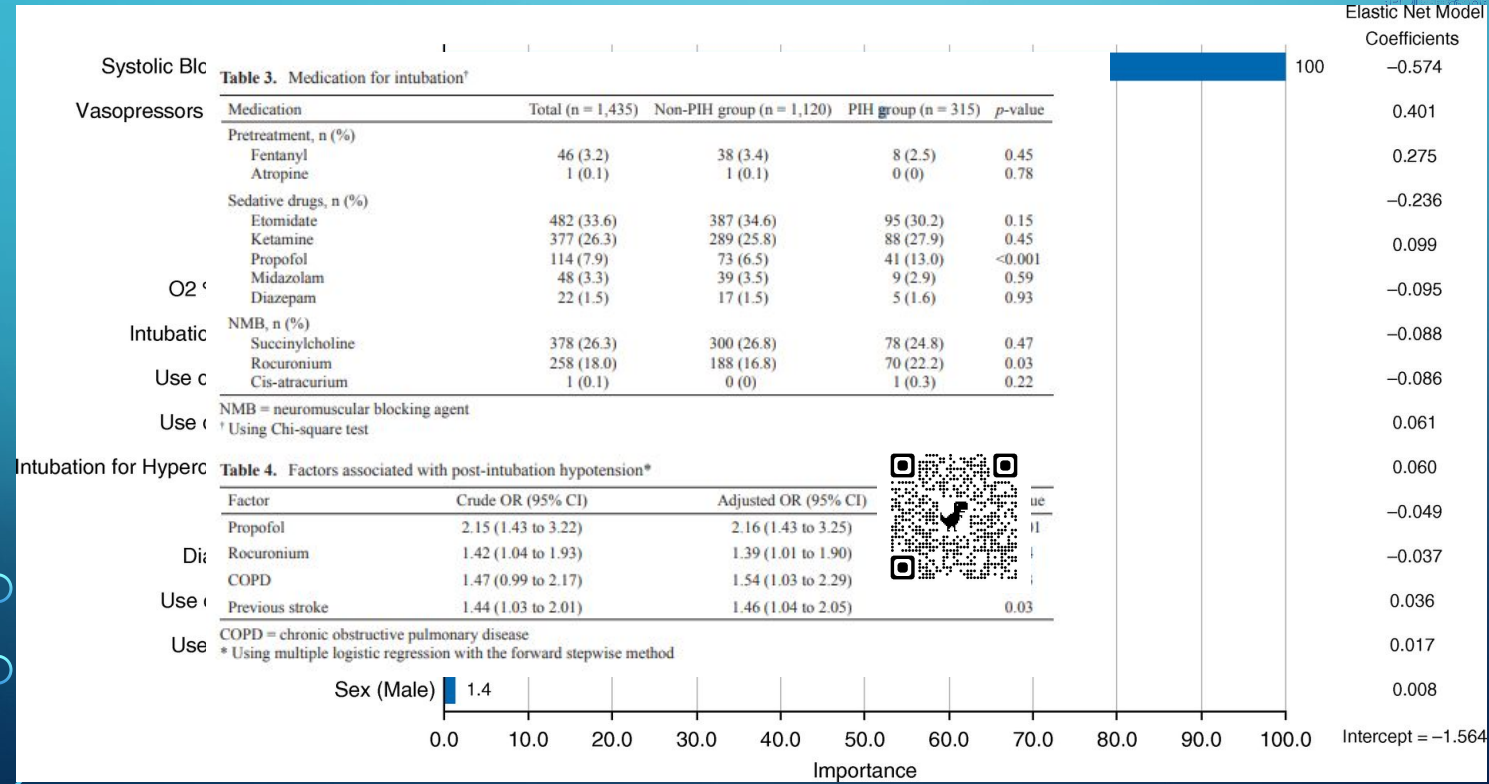 Elastic Net Model
Coefficients
Systolic Blo
100
−0.574
Vasopressors
0.401
0.275
−0.236
0.099
O2
−0.095
Intubatio
−0.088
Use
−0.086
Use
0.061
Intubation for Hyperc
0.060
−0.049
Dia
−0.037
Use
0.036
Use
0.017
Sex (Male)
1.4
0.008
0.0 10.0 20.0 30.0 40.0 50.0 60.0 70.0 80.0 90.0 100.0
Intercept = −1.564
Importance
Table 3. Medication for intubation†
Medication Total (n = 1,435) Non-PIH group (n = 1,120) PIH group (n = 315) p-value
Pretreatment, n (%)
Fentanyl 46 (3.2) 38 (3.4) 8 (2.5) 0.45
Atropine 1 (0.1) 1 (0.1) 0 (0) 0.78
Sedative drugs, n (%)
Etomidate 482 (33.6) 387 (34.6) 95 (30.2) 0.15
Ketamine 377 (26.3) 289 (25.8) 88 (27.9) 0.45
Propofol 114 (7.9) 73 (6.5) 41 (13.0) <0.001
Midazolam 48 (3.3) 39 (3.5) 9 (2.9) 0.59
Diazepam 22 (1.5) 17 (1.5) 5 (1.6) 0.93
NMB, n (%)
Succinylcholine 378 (26.3) 300 (26.8) 78 (24.8) 0.47
Rocuronium 258 (18.0) 188 (16.8) 70 (22.2) 0.03
Cis-atracurium 1 (0.1) 0 (0) 1 (0.3) 0.22
NMB = neuromuscular blocking agent
† Using Chi-square test
Table 4. Factors associated with post-intubation hypotension*
Factor Crude OR (95% CI) Adjusted OR (95% CI) ue
Propofol 2.15 (1.43 to 3.22) 2.16 (1.43 to 3.25)
Rocuronium 1.42 (1.04 to 1.93) 1.39 (1.01 to 1.90)
COPD 1.47 (0.99 to 2.17) 1.54 (1.03 to 2.29)
Previous stroke 1.44 (1.03 to 2.01) 1.46 (1.04 to 2.05) 0.03
COPD = chronic obstructive pulmonary disease
* Using multiple logistic regression with the forward stepwise method